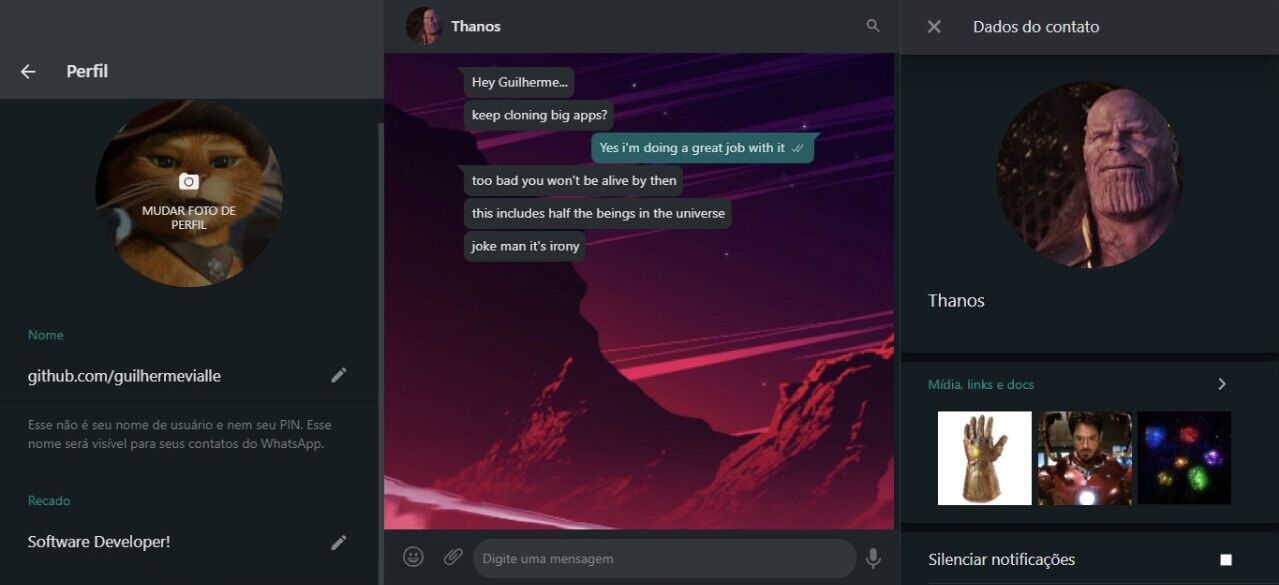 Perfil
MUDAR FOTO DE
PERFIL
Nome
github.com/guilhermevialle
Esse não é seu nome de usuário e nem seu PIN. Esse
nome será visível para seus contatos do WhatsApp.
Recado
Software Developer!
Thanos
Hey Guilherme...
keep cloning big apps?
Yes i'm doing a great job with it
too bad you won't be alive by then
this includes half the beings in the universe
joke man it's irony
Digite uma mensagem
Dados do contato
Thanos
Mídia, links e docs
Silenciar notificações